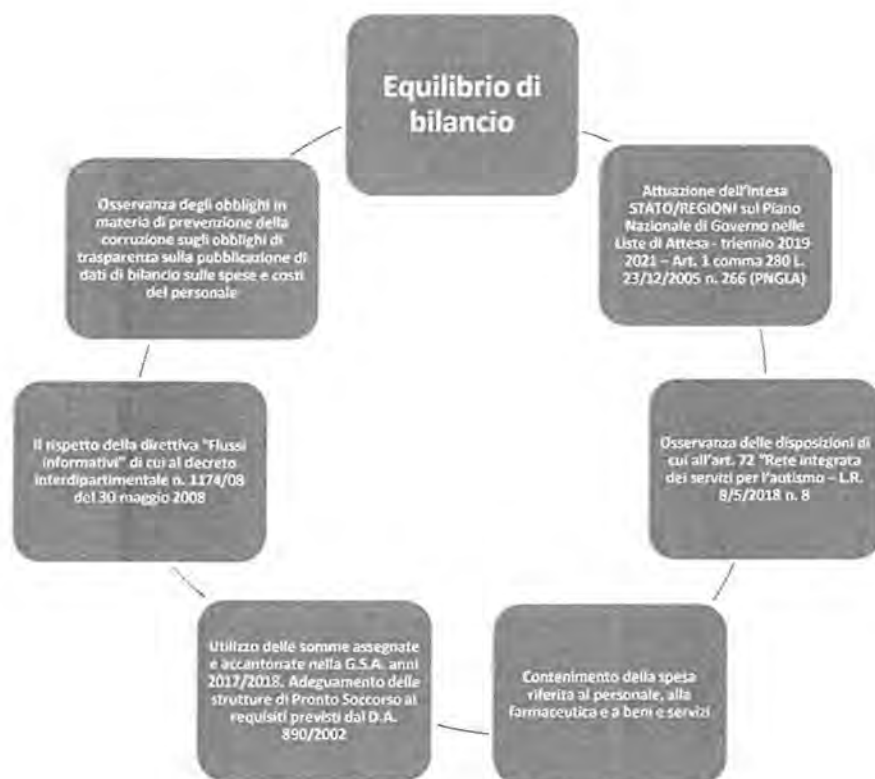 Equilibrio di
bilancio
Attuazione dell'Intesa
STATO/REGIONI sul Piano
Nazionale di Governo nelle
Liste di Attesa - triennio 2019
2021 – Art. 1 comma 280 L.
23/12/2005 n. 266 (PNGLA)
Osservanza delle disposizioni di
cui all'art. 72 "Rete integrata
dei servizi per l'autismo – L.R.
8/5/2018 n. 8
Contenimento della spesa
riferita al personale, alla
farmaceutica e a beni e servizi
Utilizzo delle somme assegnate
e accantonate nella G.S.A. anni
2017/2018. Adeguamento delle
strutture di Pronto Soccorso ai
requisiti previsti dal D.A.
890/2002
Il rispetto della direttiva "Flussi
informativi" di cui al decreto
interdipartimentale n. 1174/08
del 30 maggio 2008
Osservanza degli obblighi in
materia di prevenzione della
corruzione sugli obblighi di
trasparenza sulla pubblicazione di
dati di bilancio sulle spese e costi
del personale